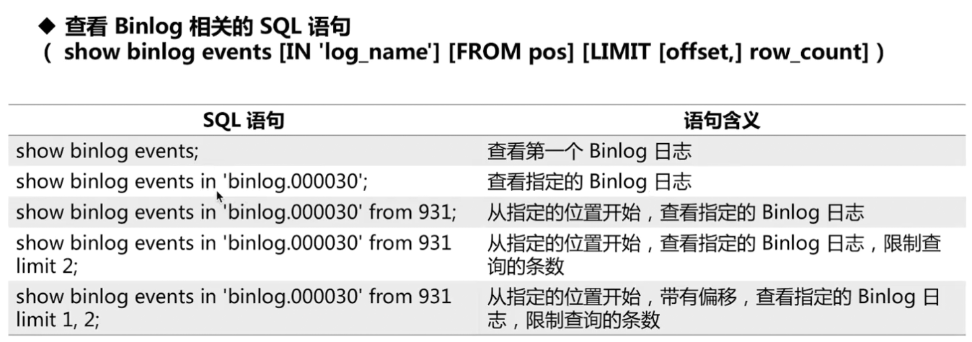 ◆ 查看 Binlog 相关的 SQL 语句
( show binlog events [IN 'log_name'] [FROM pos] [LIMIT [offset,] row_count] )
SQL 语句 语句含义
show binlog events; 查看第一个 Binlog 日志
show binlog events in 'binlog.000030'; 查看指定的 Binlog 日志
show binlog events in 'binlog.000030' from 931; 从指定的位置开始，查看指定的 Binlog 日志
show binlog events in 'binlog.000030' from 931
limit 2;
从指定的位置开始，查看指定的 Binlog 日志，限制查
询的条数
show binlog events in 'binlog.000030' from 931
limit 1, 2;
从指定的位置开始，带有偏移，查看指定的 Binlog 日
志，限制查询的条数